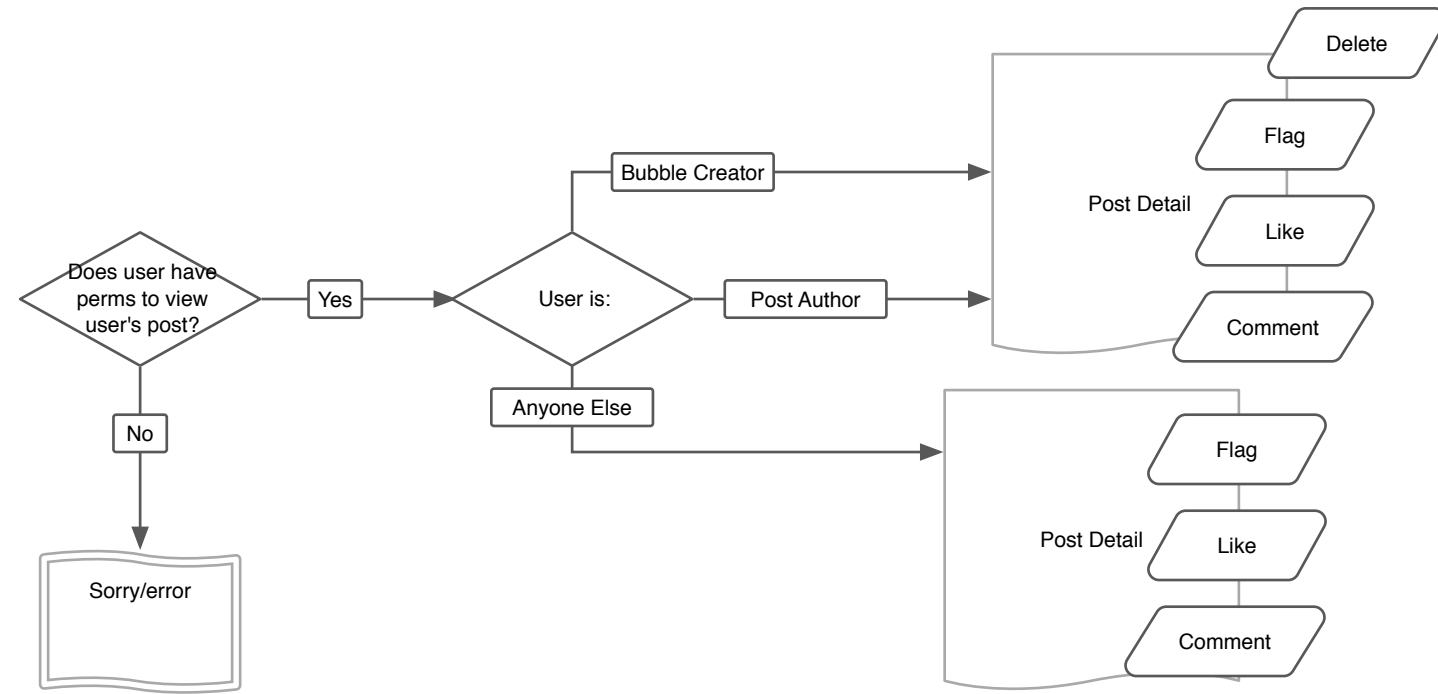 Delete
Flag
Bubble Creator
Post Detail
Like
Does user have
perms to view
user's post?
Yes
User is:
Post Author
Comment
Anyone Else
No
Flag
Post Detail
Like
Sorry/error
Comment